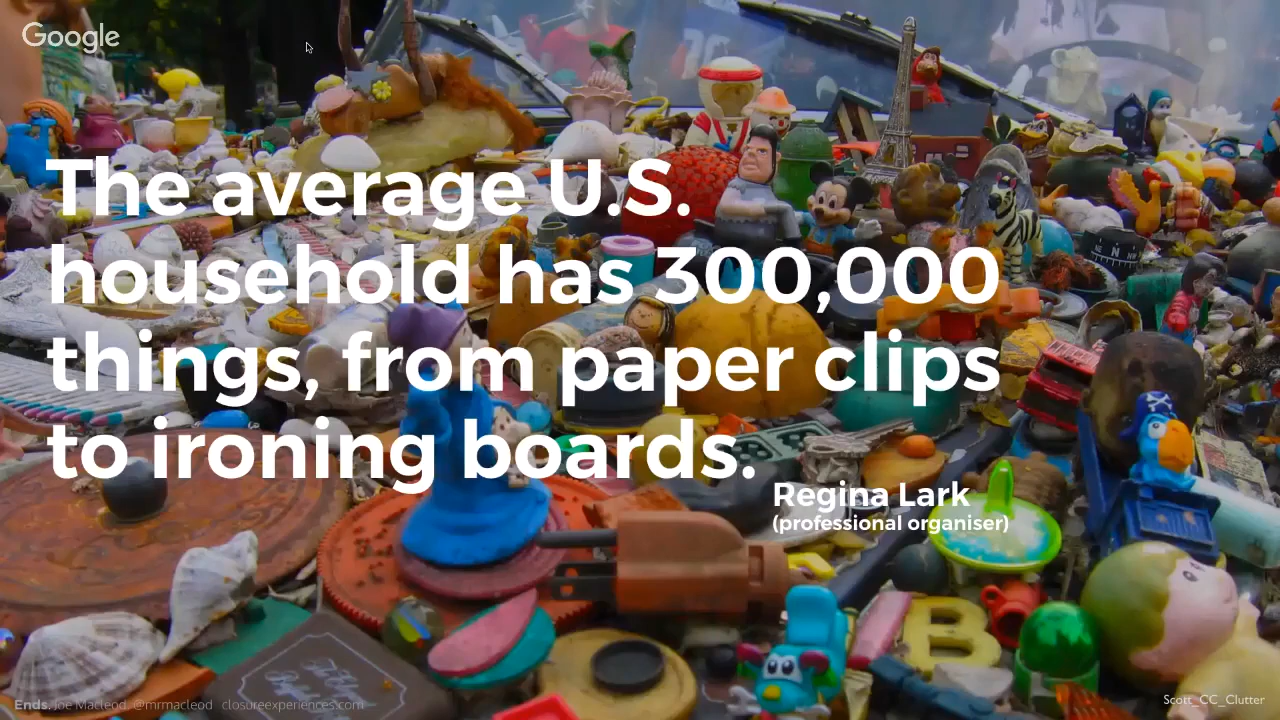 Google
The average U.S.
household has 300,000
things, from paper clips
to ironing boards.
Regina Lark
(professional organiser)
B
Ends. Joe Macleod. @mrmacleod closureexperiences.com
Scott_CC_Clutter